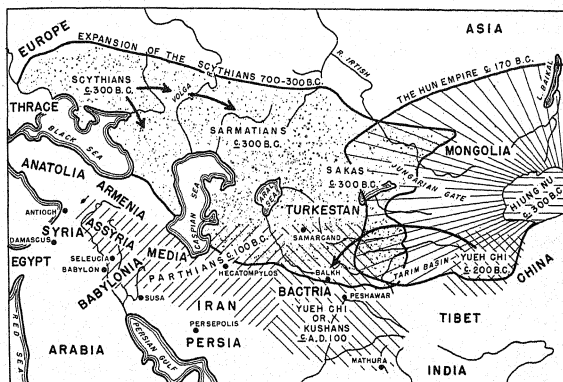 EUROPE
ASIA
EXPANSION OF THE SCYTHIANS 700-300 B.C.
R. IRTISH
THE HUN EMPIRE C 170 B.C.
L. BAIKAL
SCYTHIANS
C.300 B.C.
VOLGA
THRACE
BLACK SEA
SARMATIANS
C.300 B.C.
MONGOLIA
ANATOLIA
ARMENIA
CASPIAN SEA
ARAL SEA
SAKAS
C.300 B.C.
JUNGARIAN GATE
HIUNG NU
C 300 B.C.
TURKESTAN
ANTIOCH
SYRIA
ASSYRIA
MEDIA
SAMARCAND
DAMASCUS
SELEUCIA
BABYLON
BABYLONIA
PARTHIANS C.100 B.C.
HECATOMPYLOS
BALKH
TARIM BASIN
YUEH CHI
C 200 B.C.
CHINA
EGYPT
SUSA
BACTRIA
PESHAWAR
IRAN
YUEH CHI
OR
KUSHANS
C A.D. 100
TIBET
PERSEPOLIS
PERSIA
RED SEA
ARABIA
PERSIAN GULF
MATHURA
INDIA